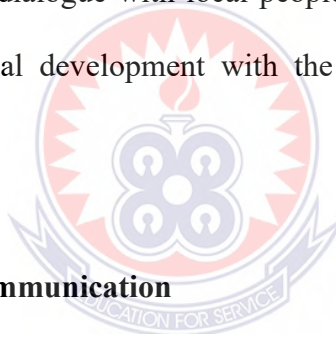 dialogue with local people
al development with the
mmunication
EDUCATION FOR SERVICE